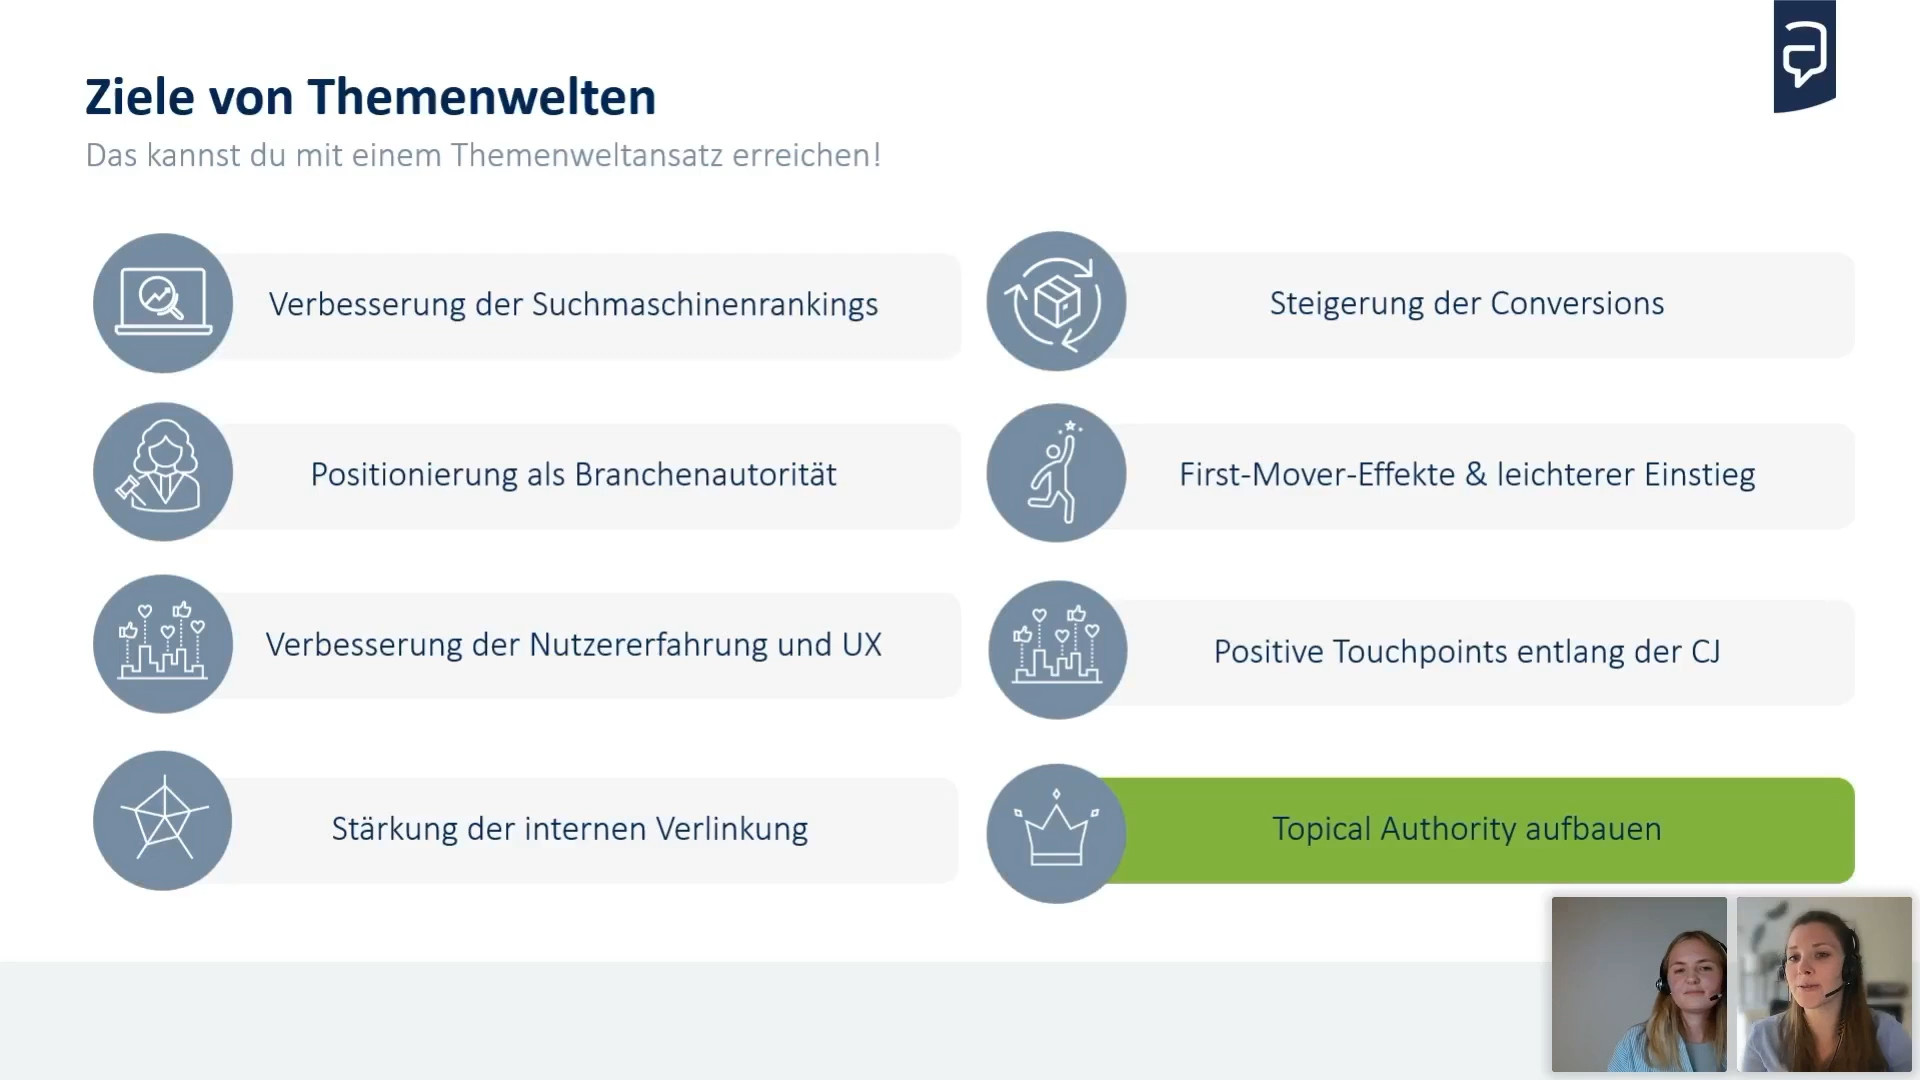 Ziele von Themenwelten
Das kannst du mit einem Themenweltansatz erreichen!
Verbesserung der Suchmaschinenrankings
Steigerung der Conversions
Positionierung als Branchenautorität
First-Mover-Effekte & leichterer Einstieg
Verbesserung der Nutzererfahrung und UX
Positive Touchpoints entlang der CJ
Stärkung der internen Verlinkung
Topical Authority aufbauen